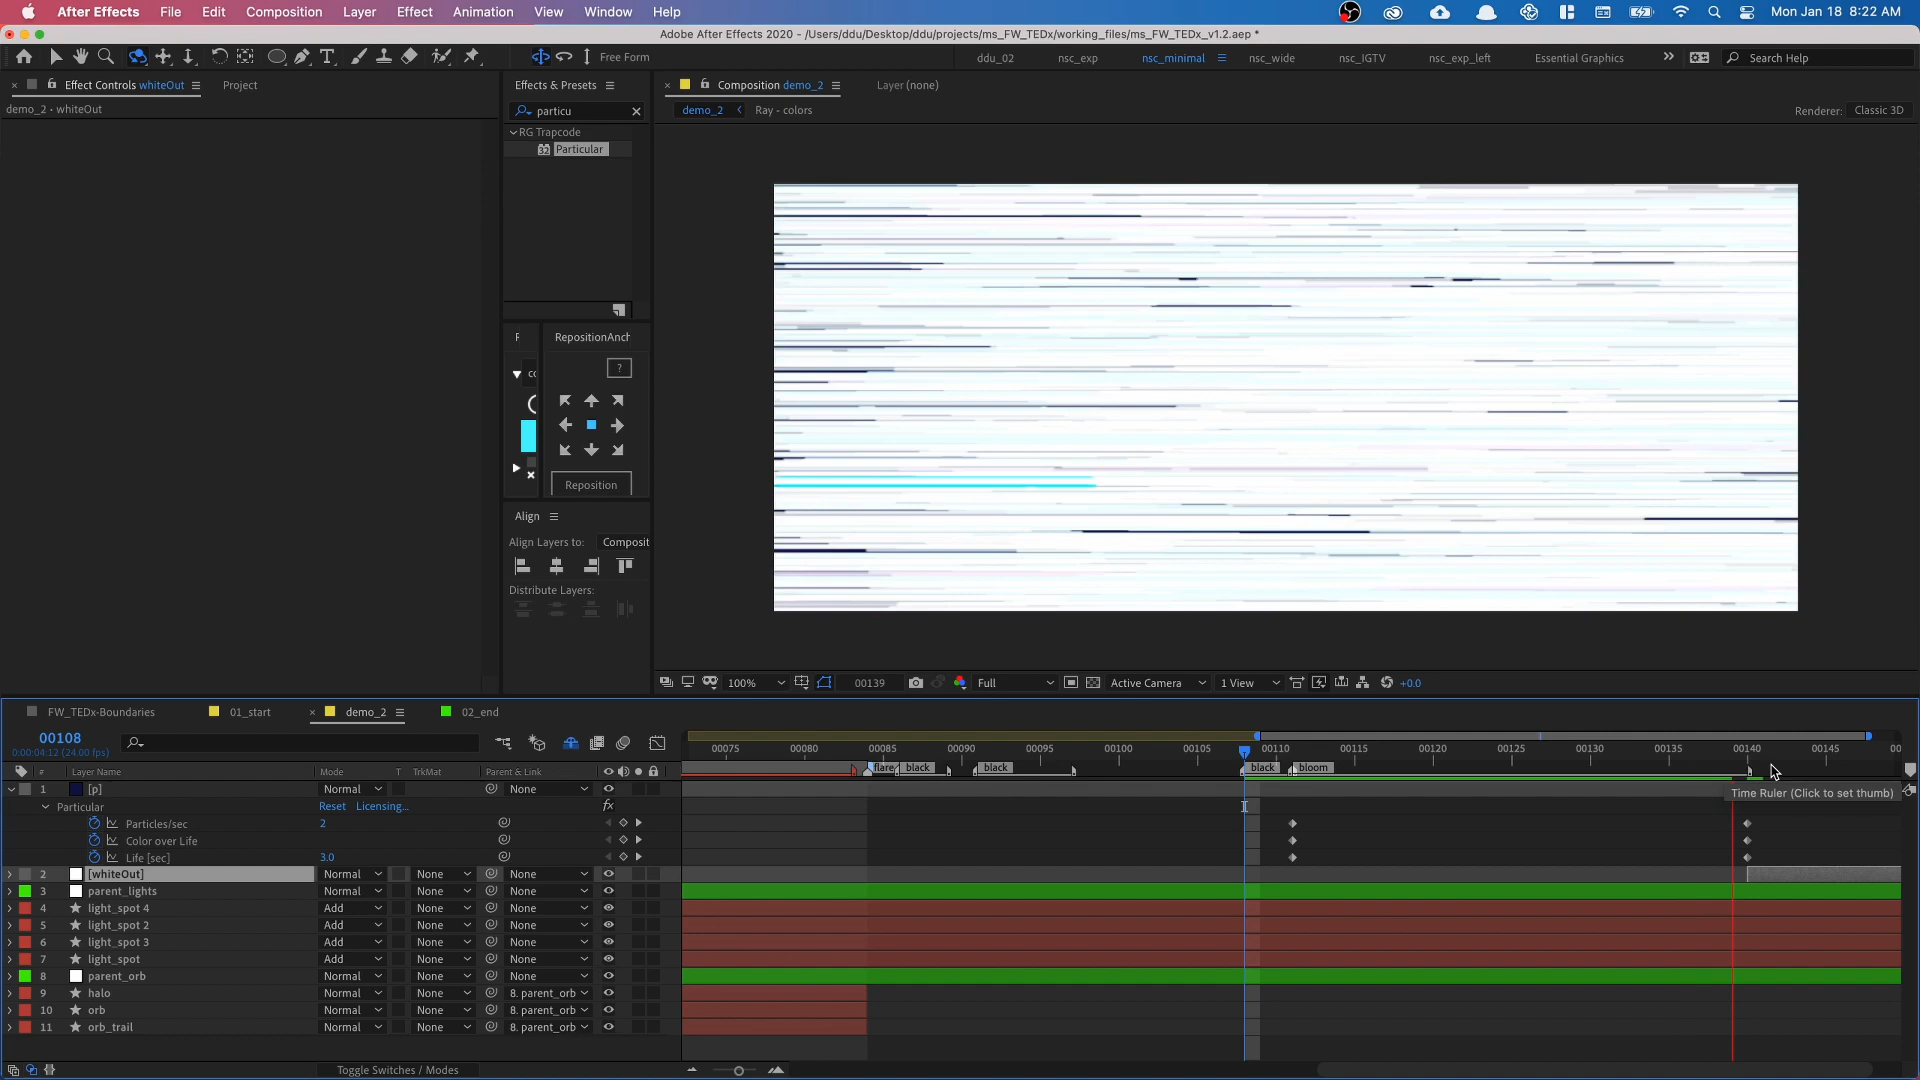 After Effects File Edit Composition Layer Effect Animation View Window Help Mon Jan 18 8:22 AM
Adobe After Effects 2020 - /Users/ddu/Desktop/ddu/projects/ms_FW_TEDx/working_files/ms_FW_TEDx_v1.2.aep *
Free Form ddu_02 nsc_exp nsc_minimal nsc_wide nsc_IGTV nsc_exp_left Essential Graphics Search Help
Effect Controls whiteOut Project Effects & Presets Composition demo_2 Layer (none)
demo_2 • whiteOut particu demo_2 Ray - colors Renderer: Classic 3D
RG Trapcode
32 Particular
F RepositionAnch
?
cc
Reposition
Align
Align Layers to: Composit
Distribute Layers:
100% 00139 Full Active Camera 1 View +0.0
FW_TEDx-Boundaries 01_start demo_2 02_end
00108
0:00:04:12 (24.00 fps)
00075 00080 00085 00090 00095 00100 00105 00110 00115 00120 00125 00130 00135 00140 00145 00
# Layer Name Mode T TrkMat Parent & Link flare black black black bloom
1 [p] Normal None
Particular Reset Licensing... fx Time Ruler (Click to set thumb)
Particles/sec 2
Color over Life
Life [sec] 3.0
2 [whiteOut] Normal None None
3 parent_lights Normal None None
4 light_spot 4 Add None None
5 light_spot 2 Add None None
6 light_spot 3 Add None None
7 light_spot Add None None
8 parent_orb Normal None None
9 halo Normal None 8. parent_orb
10 orb Normal None 8. parent_orb
11 orb_trail Normal None 8. parent_orb
Toggle Switches / Modes